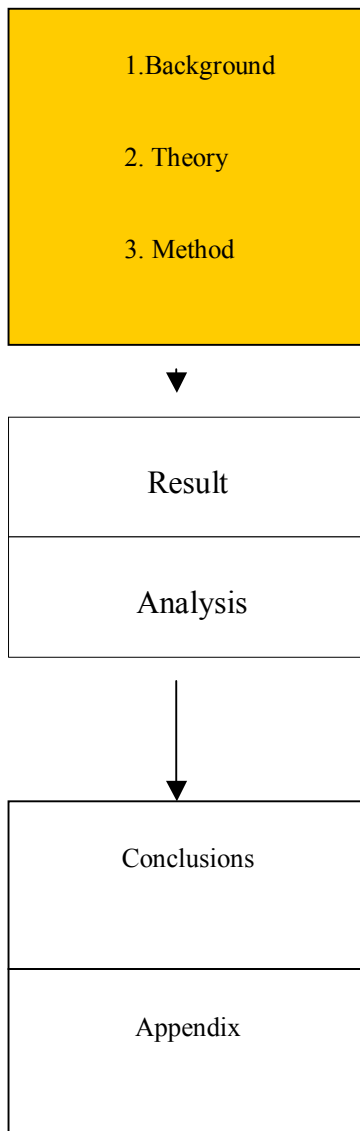 1.Background
2. Theory
3. Method
Result
Analysis
Conclusions
Appendix